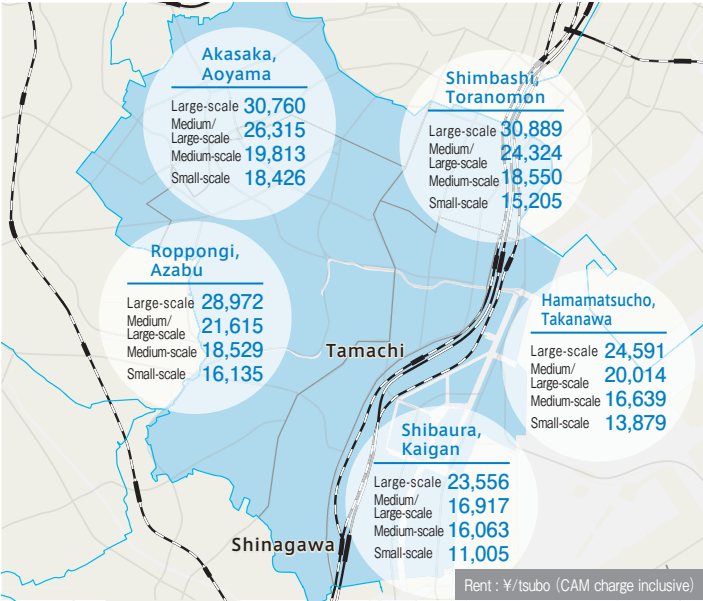 Akasaka,
Aoyama
Large-scale 30,760
Medium/
Large-scale 26,315
Medium-scale 19,813
Small-scale 18,426
Shimbashi,
Toranomon
Large-scale 30,889
Medium/
Large-scale 24,324
Medium-scale 18,550
Small-scale 15,205
Roppongi,
Azabu
Large-scale 28,972
Medium/
Large-scale 21,615
Medium-scale 18,529
Small-scale 16,135
Hamamatsucho,
Takanawa
Large-scale 24,591
Medium/
Large-scale 20,014
Medium-scale 16,639
Small-scale 13,879
Tamachi
Shibaura,
Kaigan
Large-scale 23,556
Medium/
Large-scale 16,917
Medium-scale 16,063
Small-scale 11,005
Shinagawa
Rent : ¥/tsubo (CAM charge inclusive)